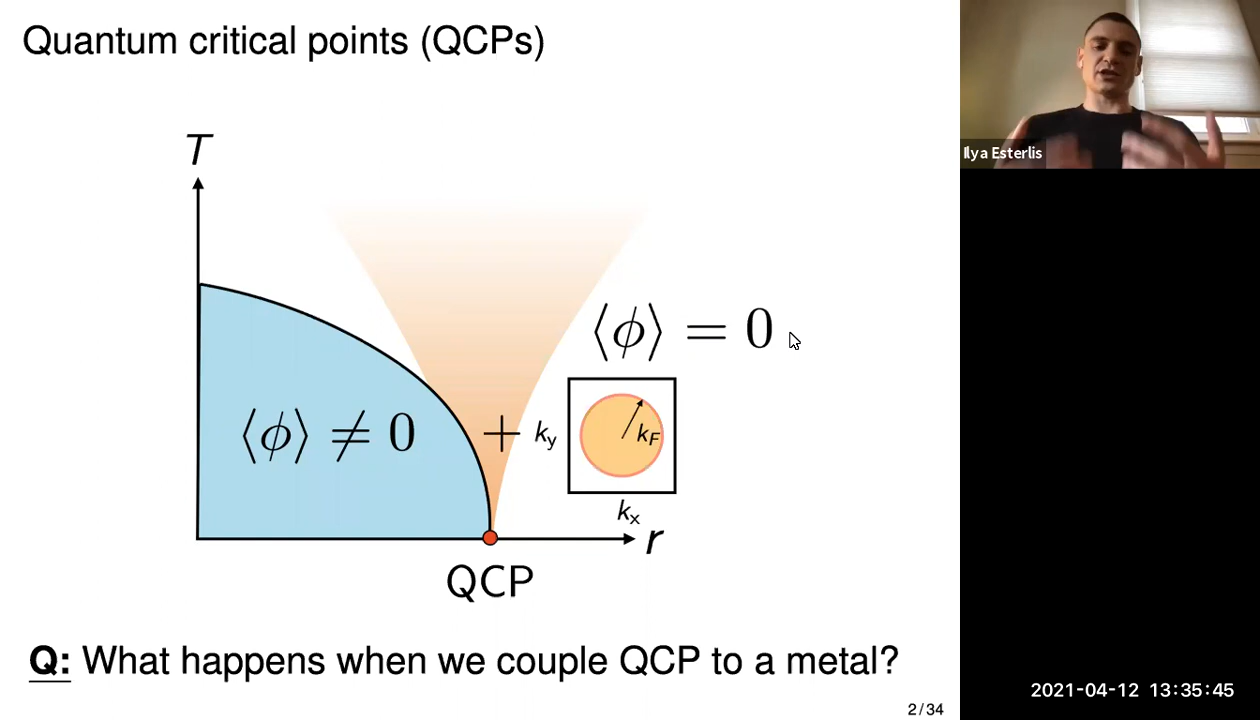 Quantum critical points (QCPs)
Ilya Esterlis
T
⟨ϕ⟩ = 0
⟨ϕ⟩ ≠ 0
+
k_y
k_F
k_x
r
QCP
Q: What happens when we couple QCP to a metal?
2 / 34
2021-04-12 13:35:45